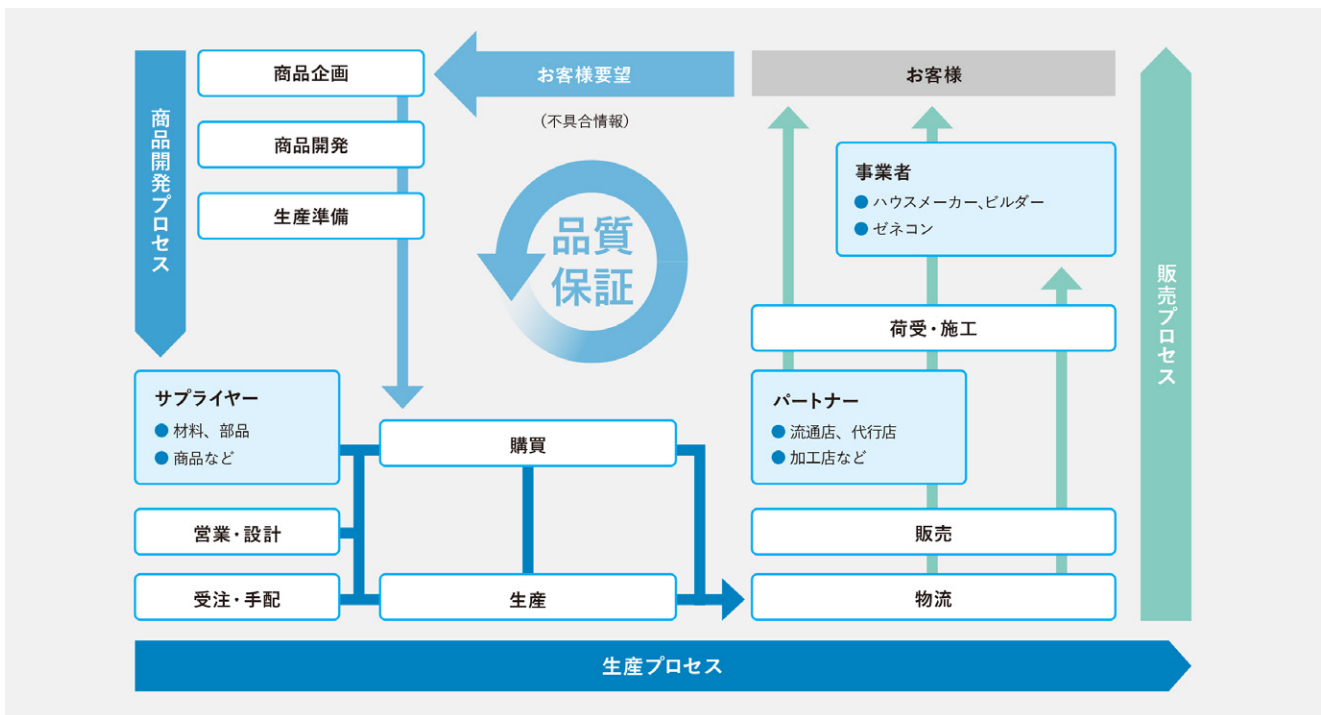 商品開発プロセス
商品企画
商品開発
生産準備
お客様要望
(不具合情報)
品質
保証
お客様
事業者
● ハウスメーカー、ビルダー
● ゼネコン
荷受・施工
販売プロセス
サプライヤー
● 材料、部品
● 商品など
購買
パートナー
● 流通店、代行店
● 加工店など
営業・設計
販売
受注・手配
生産
物流
生産プロセス